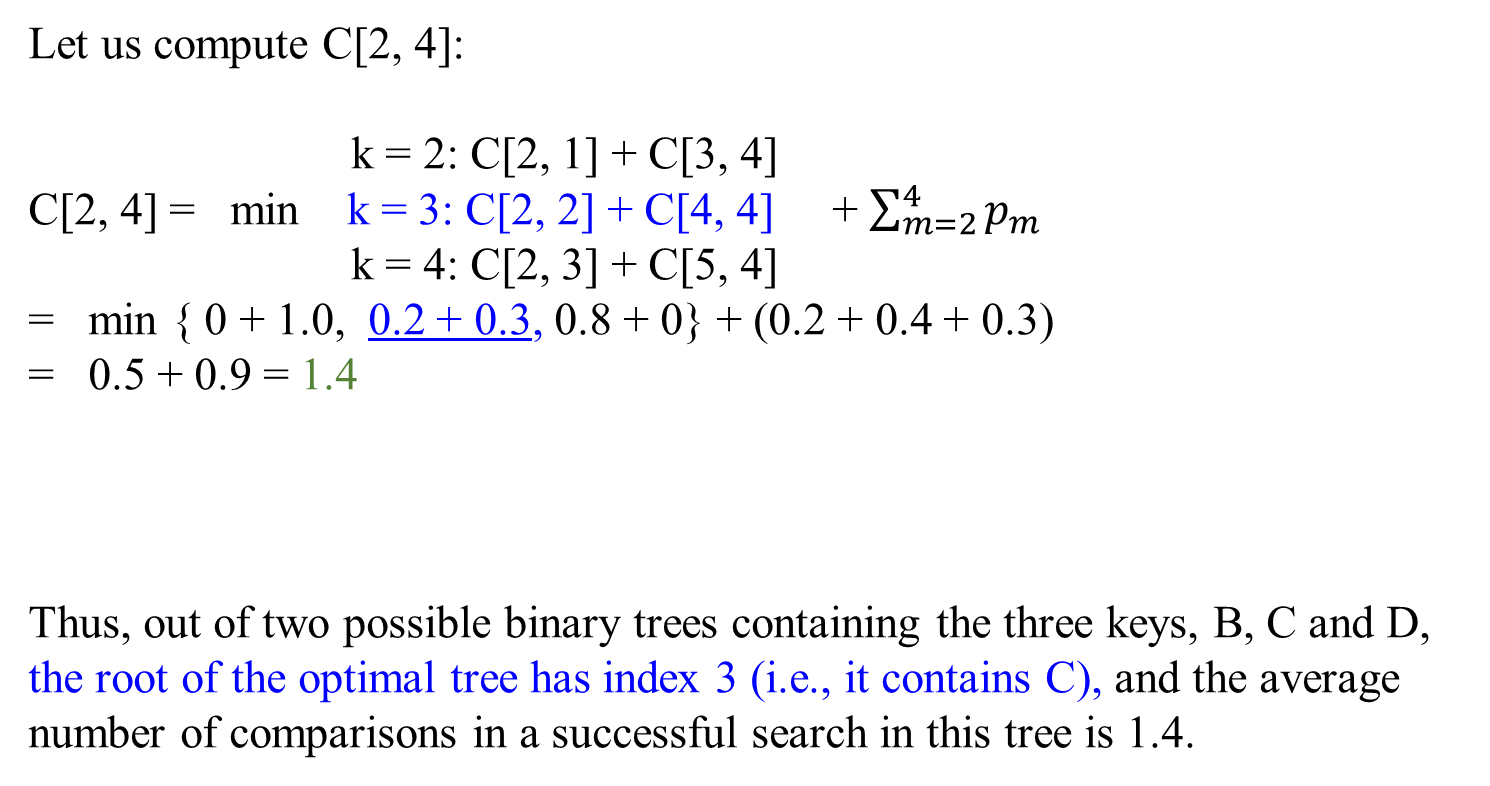 Let us compute C[2, 4]:
k = 2: C[2, 1] + C[3, 4]
C[2, 4] = min k = 3: C[2, 2] + C[4, 4] + ∑⁴ₘ₌₂ pₘ
k = 4: C[2, 3] + C[5, 4]
= min { 0 + 1.0, 0.2 + 0.3, 0.8 + 0} + (0.2 + 0.4 + 0.3)
= 0.5 + 0.9 = 1.4
Thus, out of two possible binary trees containing the three keys, B, C and D,
the root of the optimal tree has index 3 (i.e., it contains C), and the average
number of comparisons in a successful search in this tree is 1.4.